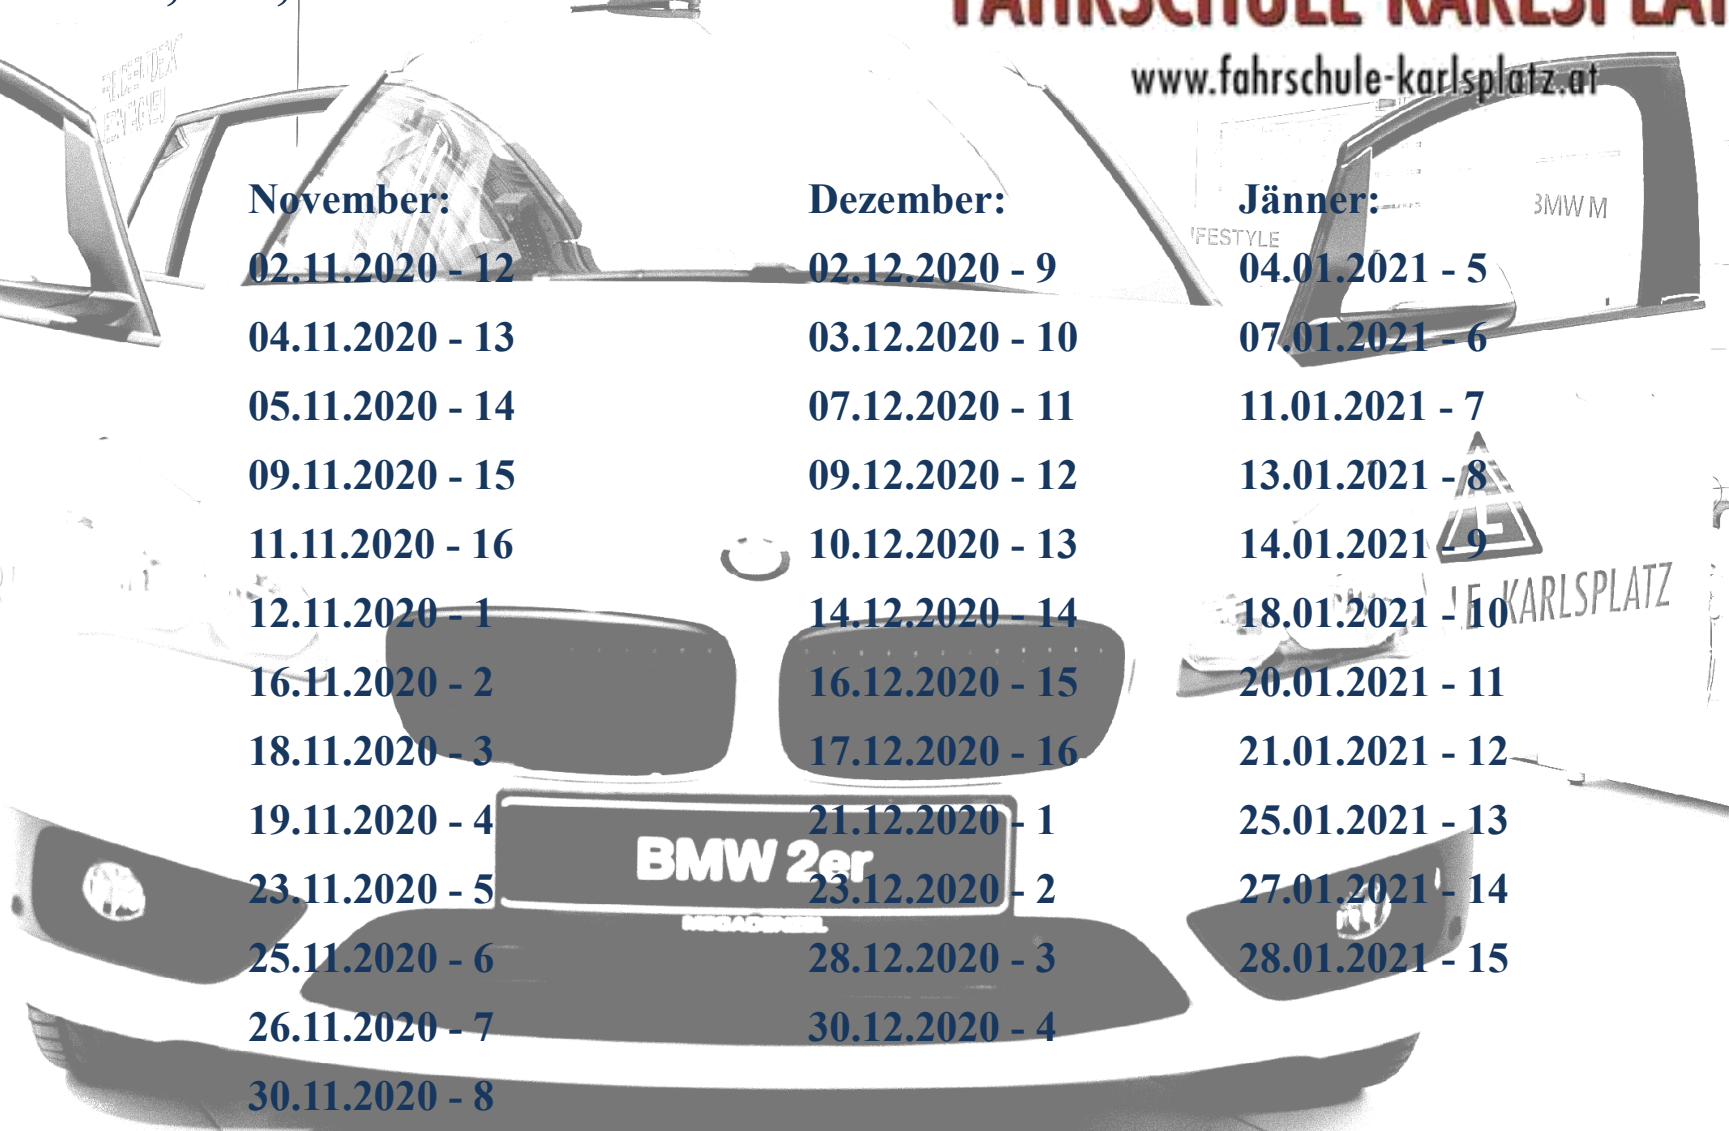 FAHRSCHULE KARLSPLATZ
www.fahrschule-karlsplatz.at
BMW M
November:
02.11.2020 - 12
04.11.2020 - 13
05.11.2020 - 14
09.11.2020 - 15
11.11.2020 - 16
12.11.2020 - 1
16.11.2020 - 2
18.11.2020 - 3
19.11.2020 - 4
23.11.2020 - 5
25.11.2020 - 6
26.11.2020 - 7
30.11.2020 - 8
Dezember:
02.12.2020 - 9
03.12.2020 - 10
07.12.2020 - 11
09.12.2020 - 12
10.12.2020 - 13
14.12.2020 - 14
16.12.2020 - 15
17.12.2020 - 16
21.12.2020 - 1
23.12.2020 - 2
28.12.2020 - 3
30.12.2020 - 4
Jänner:
04.01.2021 - 5
07.01.2021 - 6
11.01.2021 - 7
13.01.2021 - 8
14.01.2021 - 9
18.01.2021 - 10
20.01.2021 - 11
21.01.2021 - 12
25.01.2021 - 13
27.01.2021 - 14
28.01.2021 - 15
IFESTYLE
LE KARLSPLATZ
BMW 2er